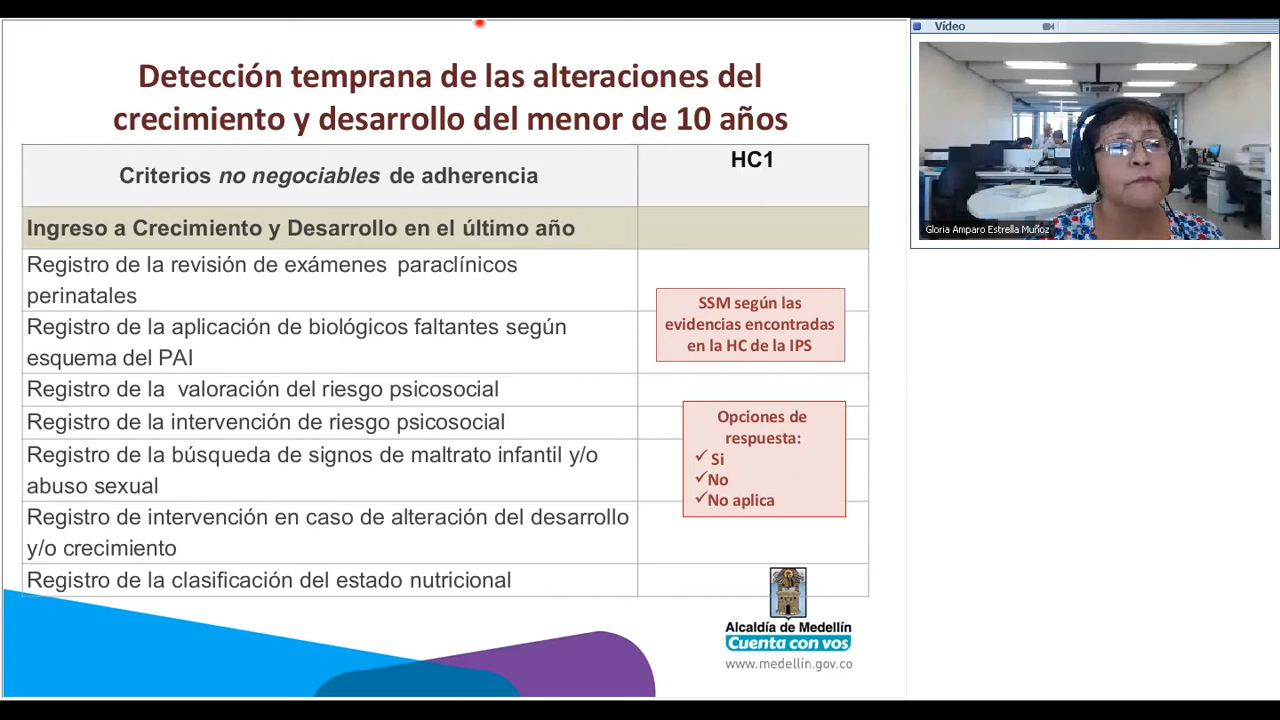 Detección temprana de las alteraciones del
crecimiento y desarrollo del menor de 10 años
Criterios no negociables de adherencia
HC1
Ingreso a Crecimiento y Desarrollo en el último año
Registro de la revisión de exámenes paraclínicos
perinatales
Registro de la aplicación de biológicos faltantes según
esquema del PAI
Registro de la valoración del riesgo psicosocial
Registro de la intervención de riesgo psicosocial
Registro de la búsqueda de signos de maltrato infantil y/o
abuso sexual
Registro de intervención en caso de alteración del desarrollo
y/o crecimiento
Registro de la clasificación del estado nutricional
SSM según las
evidencias encontradas
en la HC de la IPS
Opciones de
respuesta:
✓ Si
✓ No
✓ No aplica
Alcaldía de Medellín
Cuenta con vos
www.medellín.gov.co
Vídeo
Gloria Amparo Estrella Muñoz